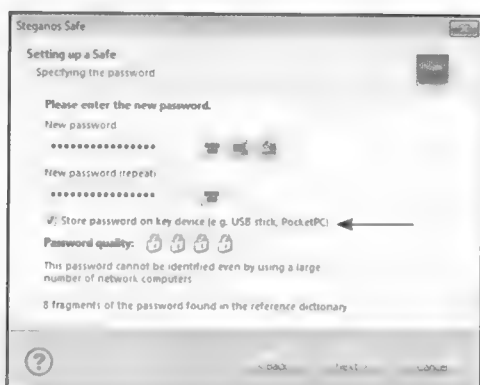 Steganos Safe
Setting up a Safe
Specifying the password
Please enter the new password.
New password
••••••••••••••••
New password (repeat)
••••••••••••••••
Store password on key device (e.g. USB stick, PocketPC)
Password quality:
This password cannot be identified even by using a large
number of network computers
8 fragments of the password found in the reference dictionary
?
< Back Next > Cancel